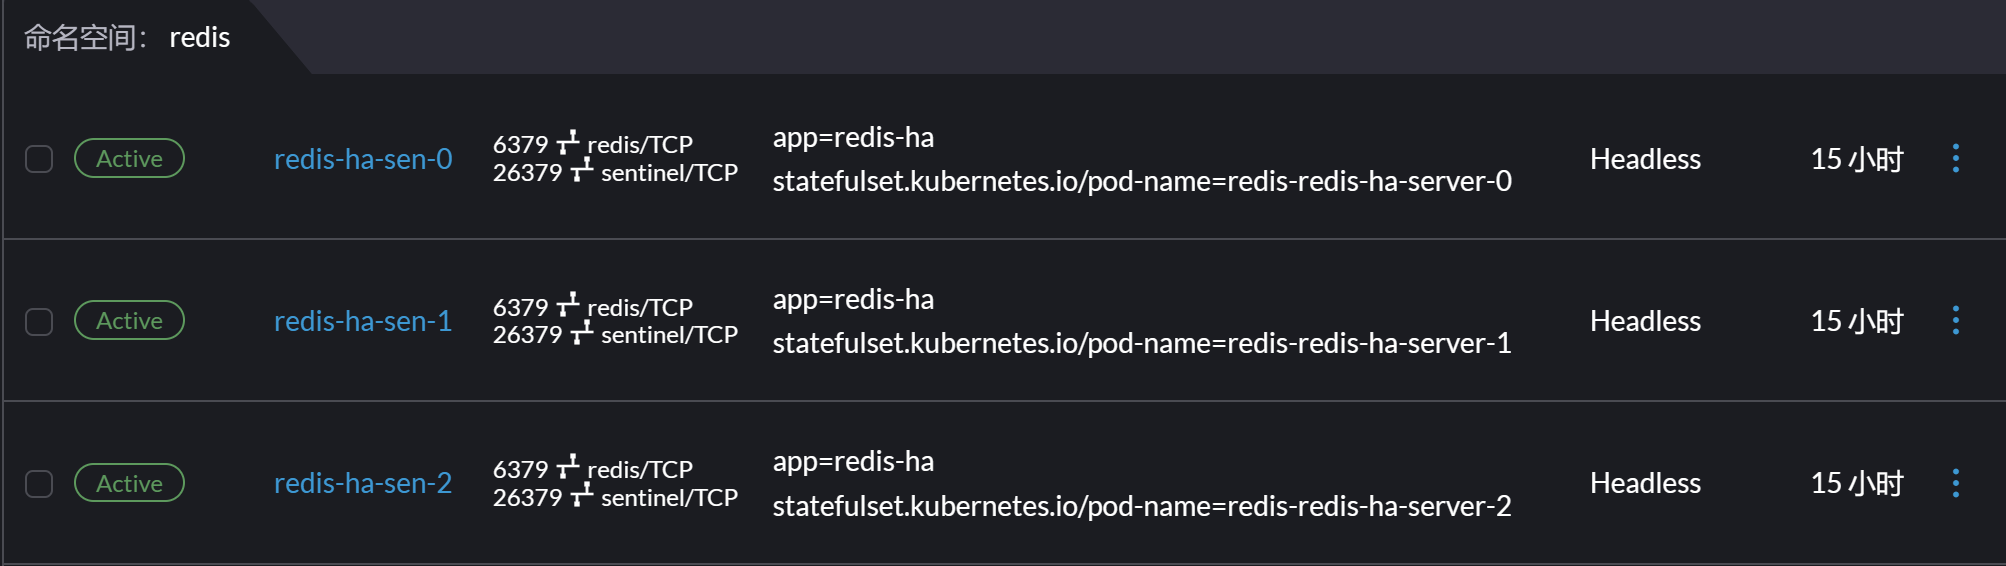 命名空间： redis
Active redis-ha-sen-0 6379 redis/TCP
26379 sentinel/TCP
app=redis-ha
statefulset.kubernetes.io/pod-name=redis-redis-ha-server-0
Headless 15 小时
Active redis-ha-sen-1 6379 redis/TCP
26379 sentinel/TCP
app=redis-ha
statefulset.kubernetes.io/pod-name=redis-redis-ha-server-1
Headless 15 小时
Active redis-ha-sen-2 6379 redis/TCP
26379 sentinel/TCP
app=redis-ha
statefulset.kubernetes.io/pod-name=redis-redis-ha-server-2
Headless 15 小时